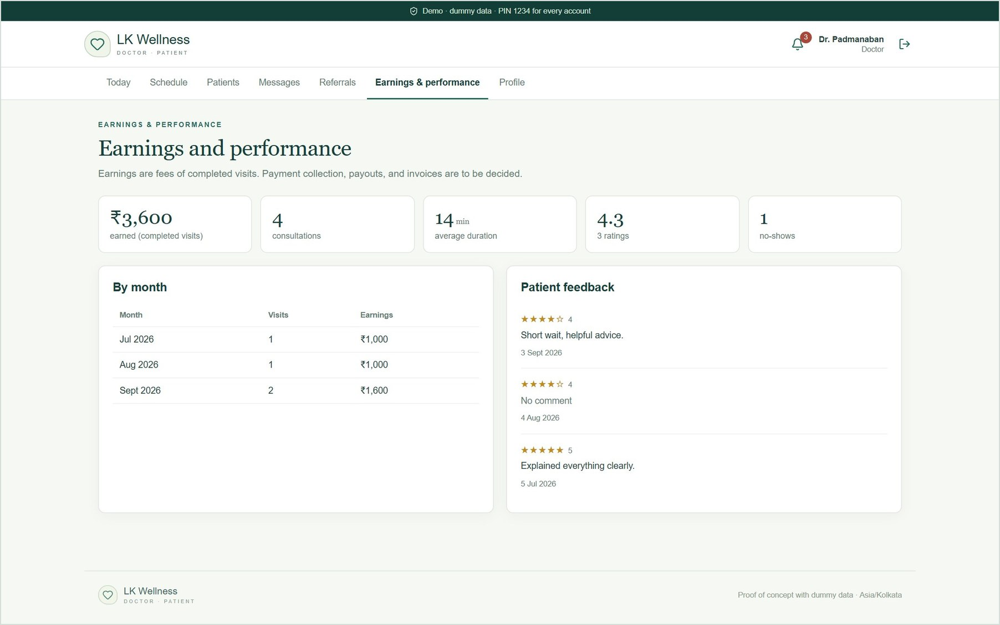 Demo · dummy data · PIN 1234 for every account
LK Wellness
DOCTOR · PATIENT
3
Dr. Padmanaban
Doctor
Today
Schedule
Patients
Messages
Referrals
Earnings & performance
Profile
EARNINGS & PERFORMANCE
Earnings and performance
Earnings are fees of completed visits. Payment collection, payouts, and invoices are to be decided.
₹3,600
earned (completed visits)
4
consultations
14 min
average duration
4.3
3 ratings
1
no-shows
By month
Month Visits Earnings
Jul 2026 1 ₹1,000
Aug 2026 1 ₹1,000
Sept 2026 2 ₹1,600
Patient feedback
★★★★☆ 4
Short wait, helpful advice.
3 Sept 2026
★★★★☆ 4
No comment
4 Aug 2026
★★★★★ 5
Explained everything clearly.
5 Jul 2026
LK Wellness
DOCTOR · PATIENT
Proof of concept with dummy data · Asia/Kolkata